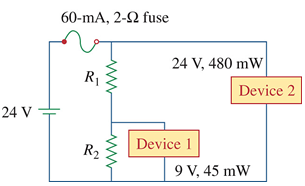 60-mA, 2-Ω fuse
24 V, 480 mW
R1
Device 2
24 V
R2
Device 1
9 V, 45 mW